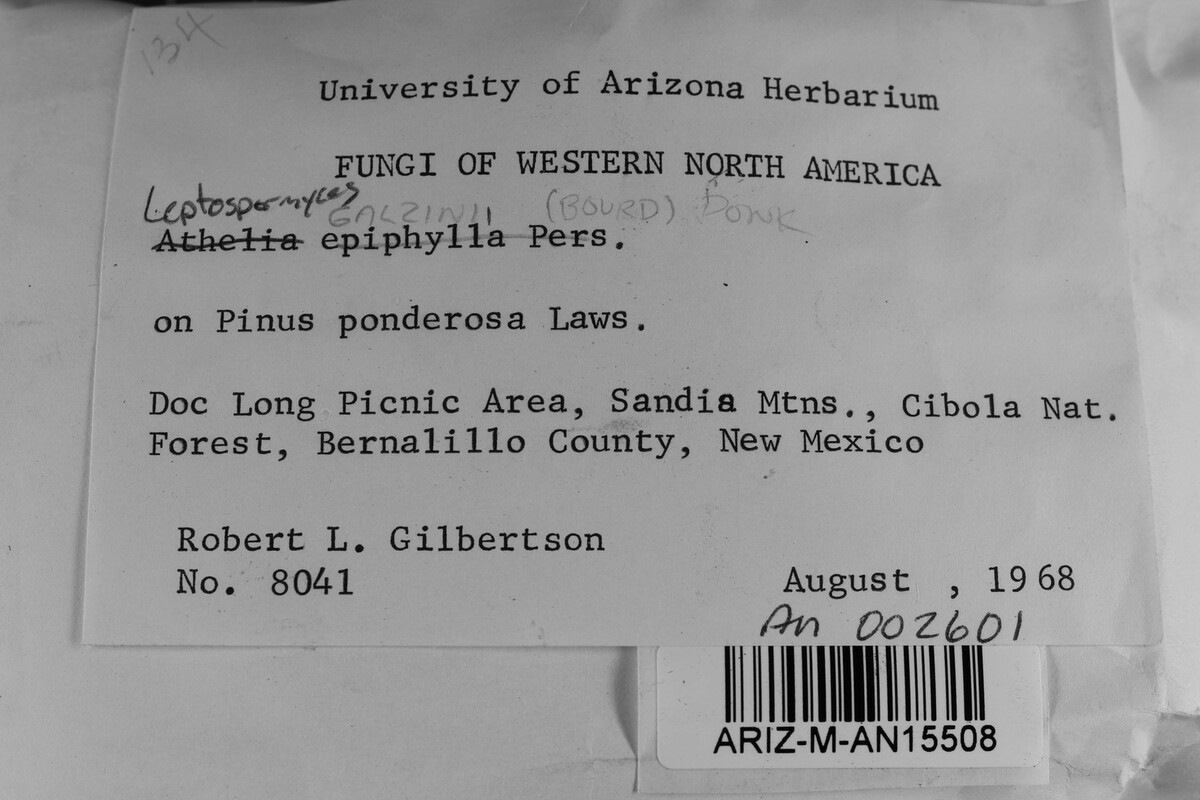 134
University of Arizona Herbarium
FUNGI OF WESTERN NORTH AMERICA
Leptosporomyces GALZINII (BOURD) DONK
Athelia epiphylla Pers.
on Pinus ponderosa Laws.
Doc Long Picnic Area, Sandia Mtns., Cibola Nat.
Forest, Bernalillo County, New Mexico
Robert L. Gilbertson
No. 8041
August , 1968
An 002601
ARIZ-M-AN15508